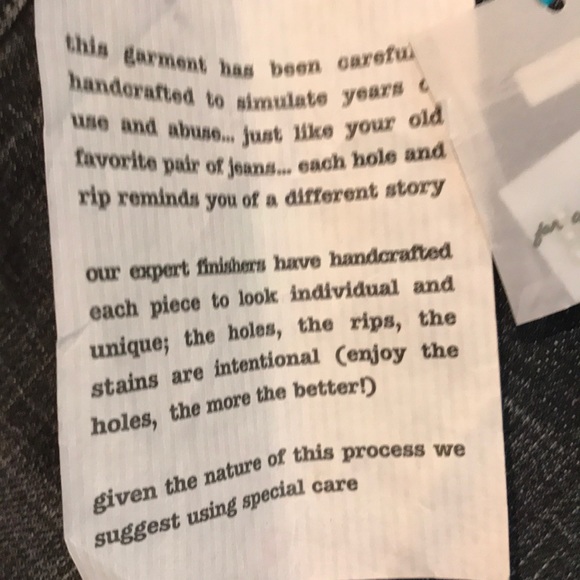 this garment has been careful
handcrafted to simulate years
use and abuse... just like your old
favorite pair of jeans... each hole and
rip reminds you of a different story
our expert finishers have handcrafted
each piece to look individual and
unique; the holes, the rips, the
stains are intentional (enjoy the
holes, the more the better!)
given the nature of this process we
suggest using special care